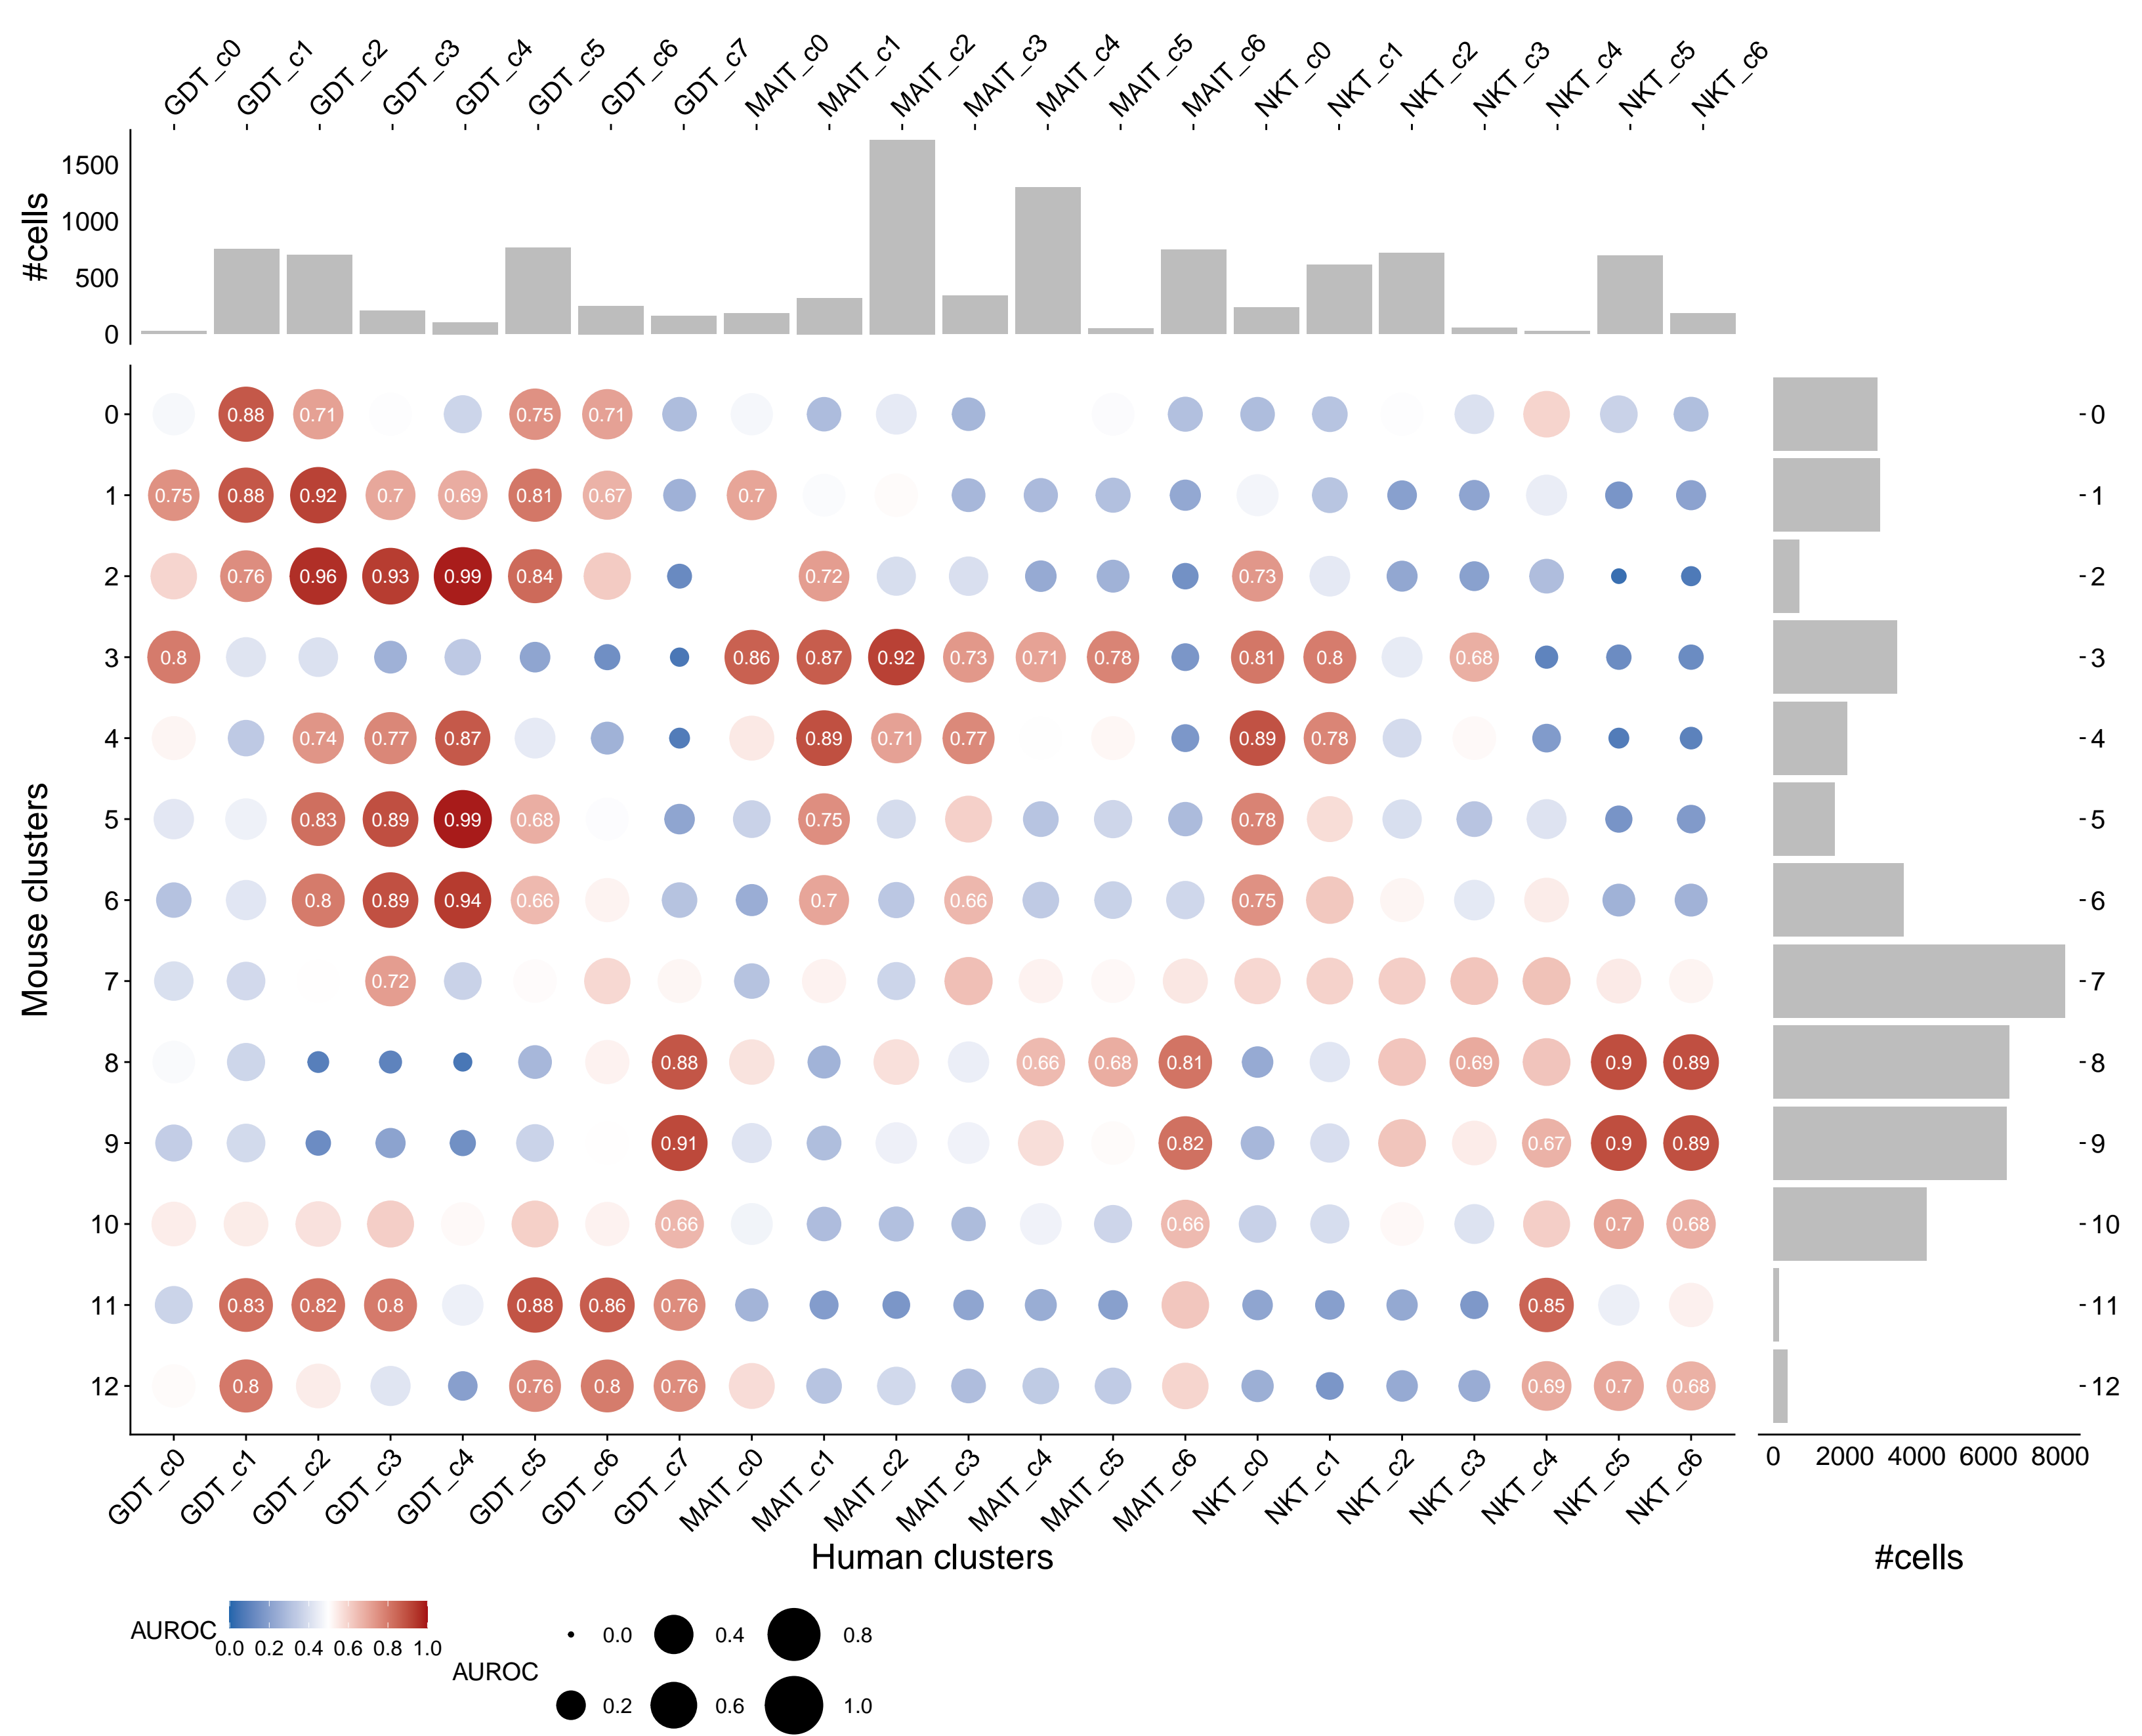 GDT_c0 GDT_c1 GDT_c2 GDT_c3 GDT_c4 GDT_c5 GDT_c6 GDT_c7 MAIT_c0 MAIT_c1 MAIT_c2 MAIT_c3 MAIT_c4 MAIT_c5 MAIT_c6 NKT_c0 NKT_c1 NKT_c2 NKT_c3 NKT_c4 NKT_c5 NKT_c6
#cells
1500
1000
500
0
Mouse clusters
0 0.88 0.71 0.75 0.71 0
1 0.75 0.88 0.92 0.7 0.69 0.81 0.67 0.7 1
2 0.76 0.96 0.93 0.99 0.84 0.72 0.73 2
3 0.8 0.86 0.87 0.92 0.73 0.71 0.78 0.81 0.8 0.68 3
4 0.74 0.77 0.87 0.89 0.71 0.77 0.89 0.78 4
5 0.83 0.89 0.99 0.68 0.75 0.78 5
6 0.8 0.89 0.94 0.66 0.7 0.66 0.75 6
7 0.72 7
8 0.88 0.66 0.68 0.81 0.69 0.9 0.89 8
9 0.91 0.82 0.67 0.9 0.89 9
10 0.66 0.66 0.7 0.68 10
11 0.83 0.82 0.8 0.88 0.86 0.76 0.85 11
12 0.8 0.76 0.8 0.76 0.69 0.7 0.68 12
GDT_c0 GDT_c1 GDT_c2 GDT_c3 GDT_c4 GDT_c5 GDT_c6 GDT_c7 MAIT_c0 MAIT_c1 MAIT_c2 MAIT_c3 MAIT_c4 MAIT_c5 MAIT_c6 NKT_c0 NKT_c1 NKT_c2 NKT_c3 NKT_c4 NKT_c5 NKT_c6
0 2000 4000 6000 8000
Human clusters
#cells
AUROC
0.0 0.2 0.4 0.6 0.8 1.0
AUROC
0.0 0.4 0.8
0.2 0.6 1.0